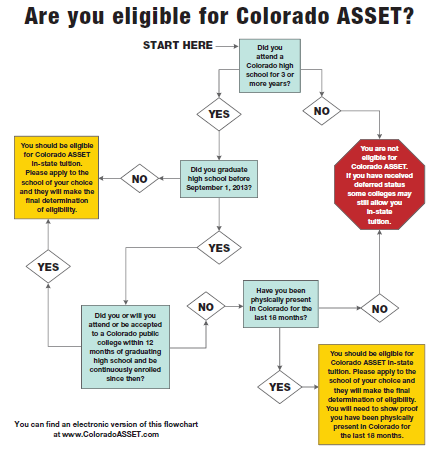 Are you eligible for Colorado ASSET?
START HERE
Did you
attend a
Colorado high
school for 3 or
more years?
YES
NO
You should be eligible
for Colorado ASSET
in-state tuition.
Please apply to the
school of your choice
and they will make the
final determination
of eligibility.
NO
Did you graduate
high school before
September 1, 2013?
You are not
eligible for
Colorado ASSET.
If you have received
deferred status
some colleges may
still allow you
in-state
tuition.
YES
YES
Did you or will you
attend or be accepted
to a Colorado public
college within 12
months of graduating
high school and be
continuously enrolled
since then?
NO
Have you been
physically present
in Colorado for the
last 18 months?
NO
YES
You should be eligible for
Colorado ASSET in-state
tuition. Please apply to the
school of your choice and
they will make the final
determination of eligibility.
You will need to show proof
you have been physically
present in Colorado for
the last 18 months.
You can find an electronic version of this flowchart
at www.ColoradoASSET.com